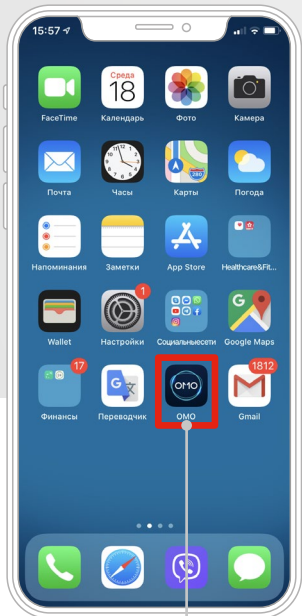 15:57
Среда
18
FaceTime
Календарь
Фото
Камера
280
Почта
Часы
Карты
Погода
Напоминания
Заметки
App Store
Healthcare&Fit...
1
G
Wallet
Настройки
Социальныесети
Google Maps
17
G
OMO
1812
Финансы
Переводчик
OMO
Gmail